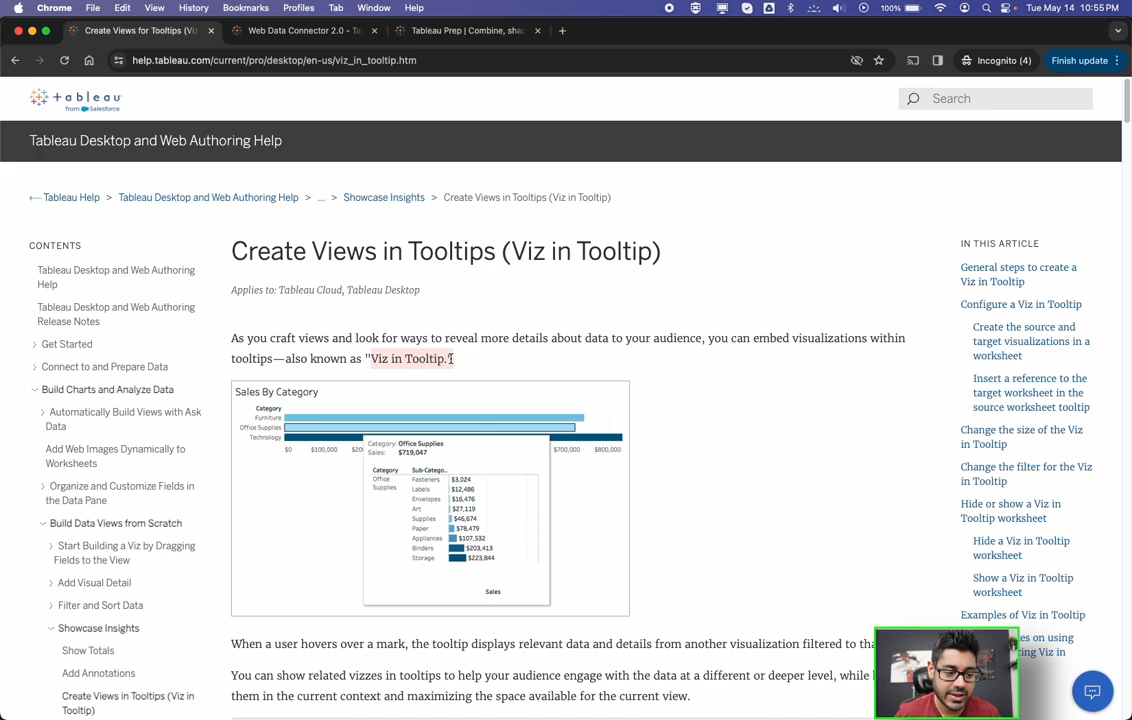 Chrome File Edit View History Bookmarks Profiles Tab Window Help 100% Tue May 14 10:55 PM
Create Views for Tooltips (Viz Web Data Connector 2.0 - Ta Tableau Prep | Combine, shap
help.tableau.com/current/pro/desktop/en-us/viz_in_tooltip.htm Incognito (4) Finish update
tableau
from Salesforce
Search
Tableau Desktop and Web Authoring Help
Tableau Help > Tableau Desktop and Web Authoring Help > ... > Showcase Insights > Create Views in Tooltips (Viz in Tooltip)
CONTENTS
Tableau Desktop and Web Authoring
Help
Tableau Desktop and Web Authoring
Release Notes
Get Started
Connect to and Prepare Data
Build Charts and Analyze Data
Automatically Build Views with Ask
Data
Add Web Images Dynamically to
Worksheets
Organize and Customize Fields in
the Data Pane
Build Data Views from Scratch
Start Building a Viz by Dragging
Fields to the View
Add Visual Detail
Filter and Sort Data
Showcase Insights
Show Totals
Add Annotations
Create Views in Tooltips (Viz in
Tooltip)
Create Views in Tooltips (Viz in Tooltip)
Applies to: Tableau Cloud, Tableau Desktop
As you craft views and look for ways to reveal more details about data to your audience, you can embed visualizations within
tooltips—also known as "Viz in Tooltip."
Sales By Category
Category
Furniture
Office Supplies
Technology
$0 $100,000 $700,000 $800,000
Category: Office Supplies
Sales: $719,047
Category Sub-Catego..
Office
Supplies
Fasteners $3,024
Labels $12,486
Envelopes $16,476
Art $27,119
Supplies $46,674
Paper $78,479
Appliances $107,532
Binders $203,413
Storage $223,844
Sales
When a user hovers over a mark, the tooltip displays relevant data and details from another visualization filtered to
You can show related vizzes in tooltips to help your audience engage with the data at a different or deeper level, while
them in the current context and maximizing the space available for the current view.
IN THIS ARTICLE
General steps to create a
Viz in Tooltip
Configure a Viz in Tooltip
Create the source and
target visualizations in a
worksheet
Insert a reference to the
target worksheet in the
source worksheet tooltip
Change the size of the Viz
in Tooltip
Change the filter for the Viz
in Tooltip
Hide or show a Viz in
Tooltip worksheet
Hide a Viz in Tooltip
worksheet
Show a Viz in Tooltip
worksheet
Examples of Viz in Tooltip
on using
Viz in